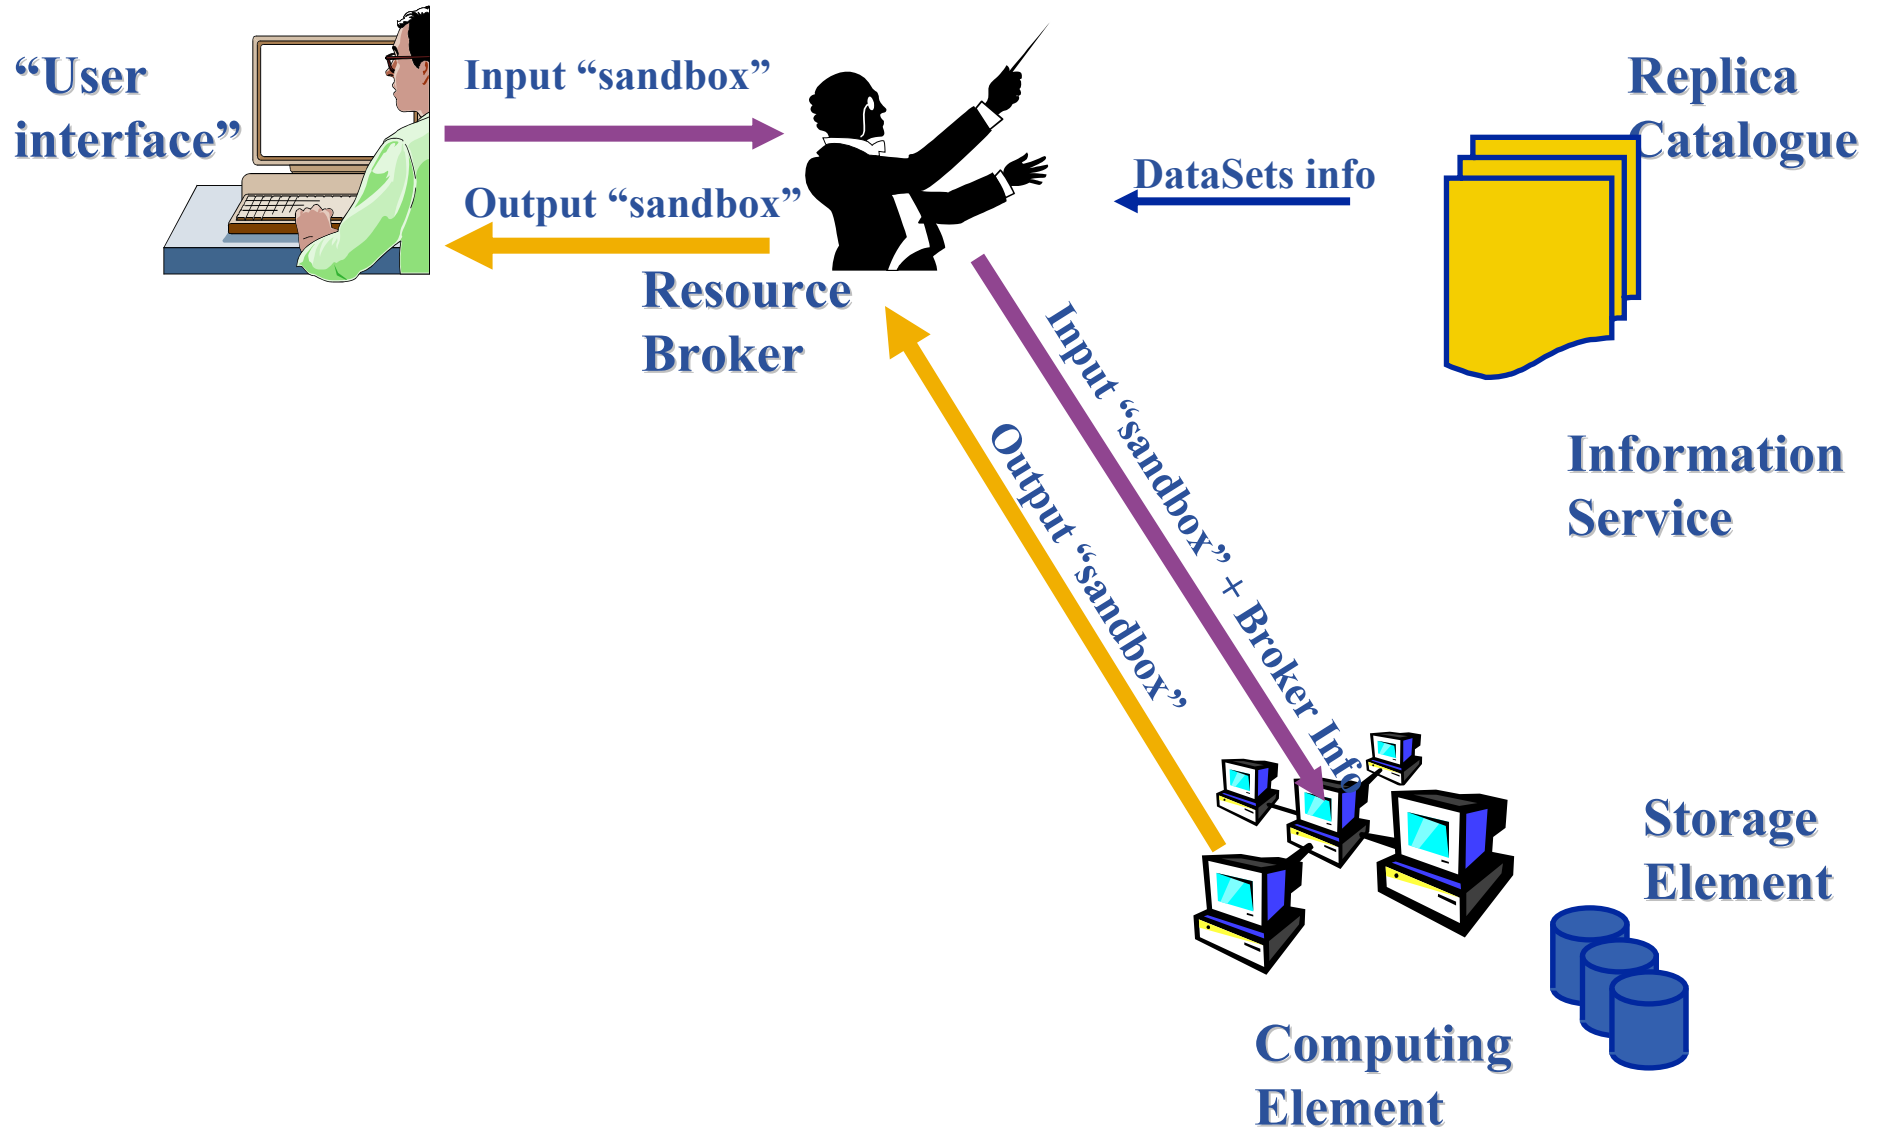 “User
interface”
Input “sandbox”
Output “sandbox”
Resource
Broker
DataSets info
Replica
Catalogue
Input “sandbox” + Broker Info
Output “sandbox”
Information
Service
Storage
Element
Computing
Element